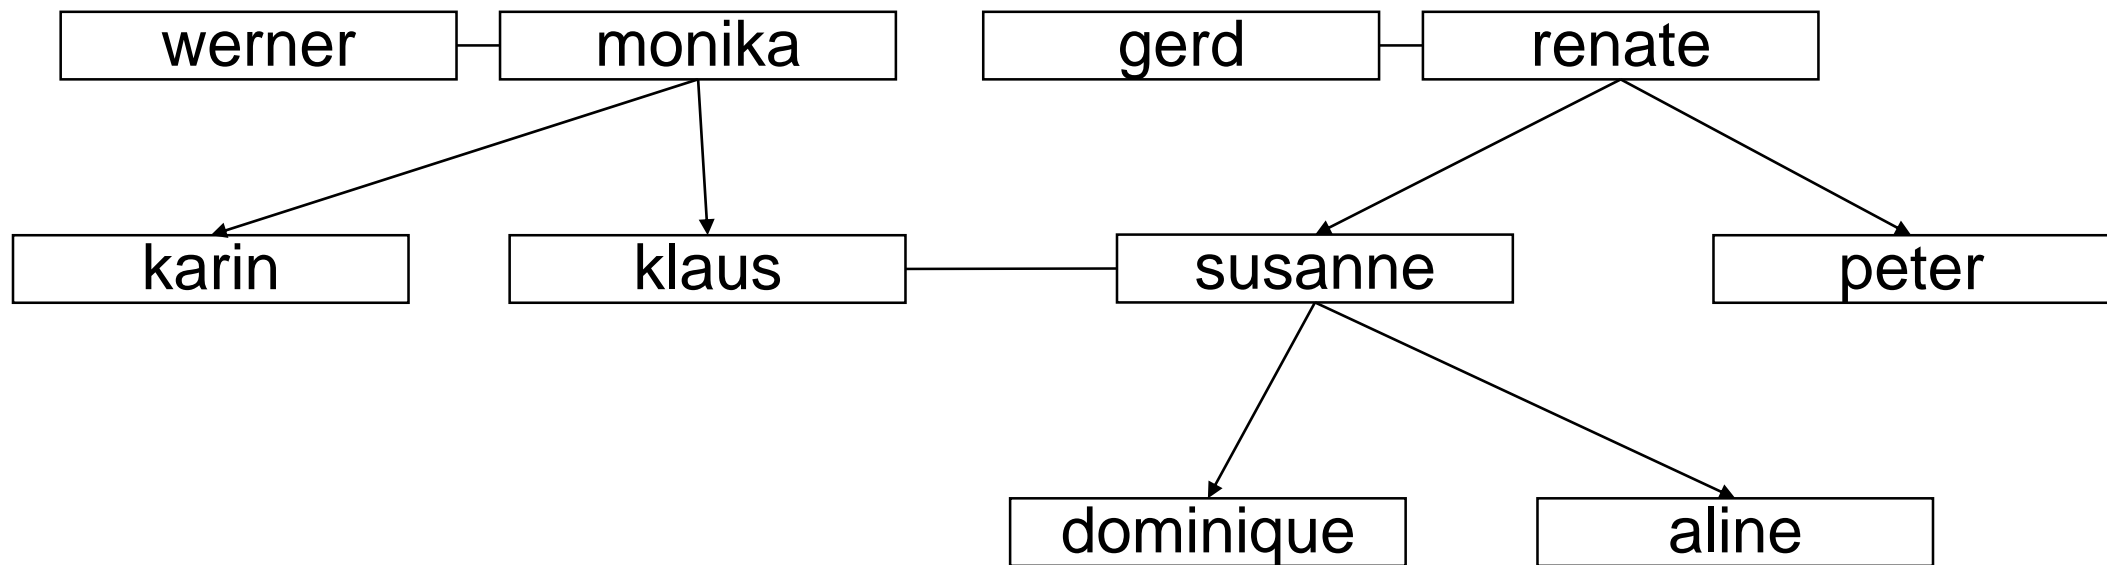 werner monika gerd renate
karin klaus susanne peter
dominique aline